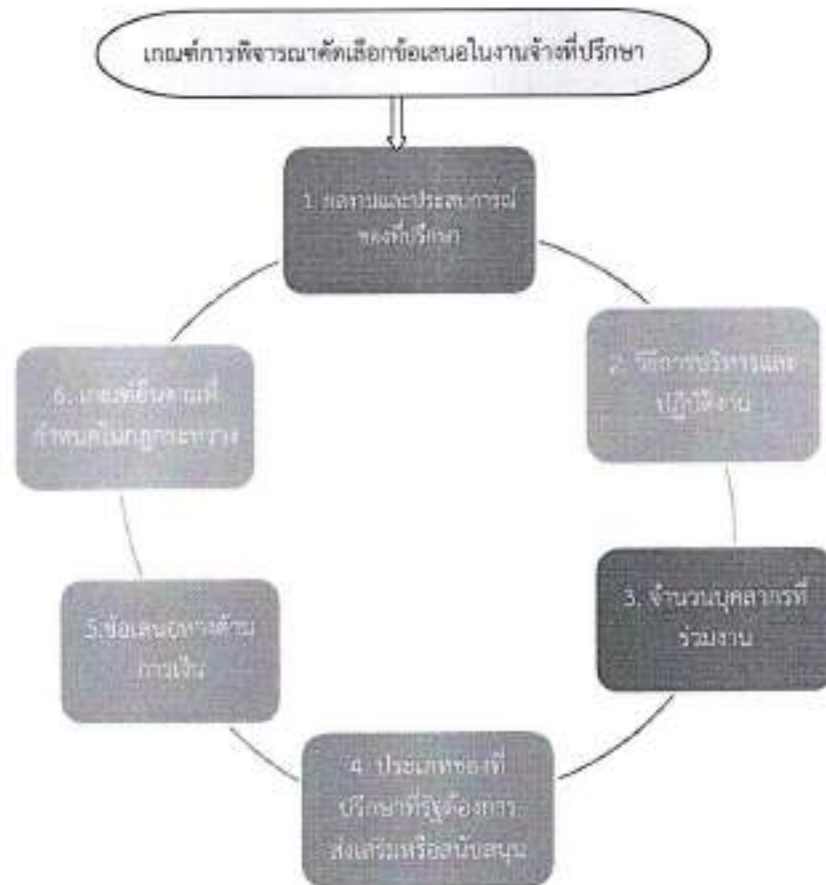 เกณฑ์การพิจารณาคัดเลือกข้อเสนอในงานจ้างที่ปรึกษา
1. ผลงานและประสบการณ์
ของที่ปรึกษา
2. วิธีการบริหารและ
ปฏิบัติงาน
3. จำนวนบุคลากรที่
ร่วมงาน
4. ประเภทของที่
ปรึกษาที่รัฐต้องการ
ส่งเสริมหรือสนับสนุน
5.ข้อเสนอทางด้าน
การเงิน
6. เกณฑ์อื่นตามที่
กำหนดในกฎกระทรวง